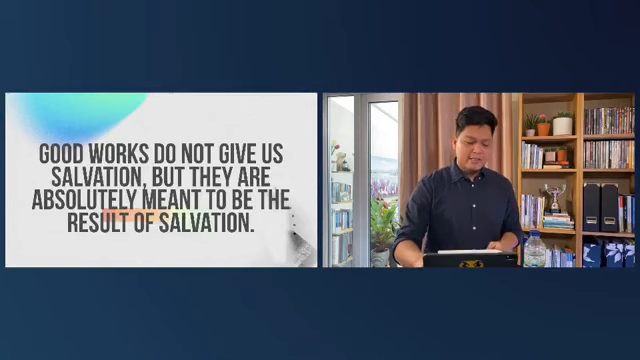 GOOD WORKS DO NOT GIVE US
SALVATION, BUT THEY ARE
ABSOLUTELY MEANT TO BE THE
RESULT OF SALVATION.